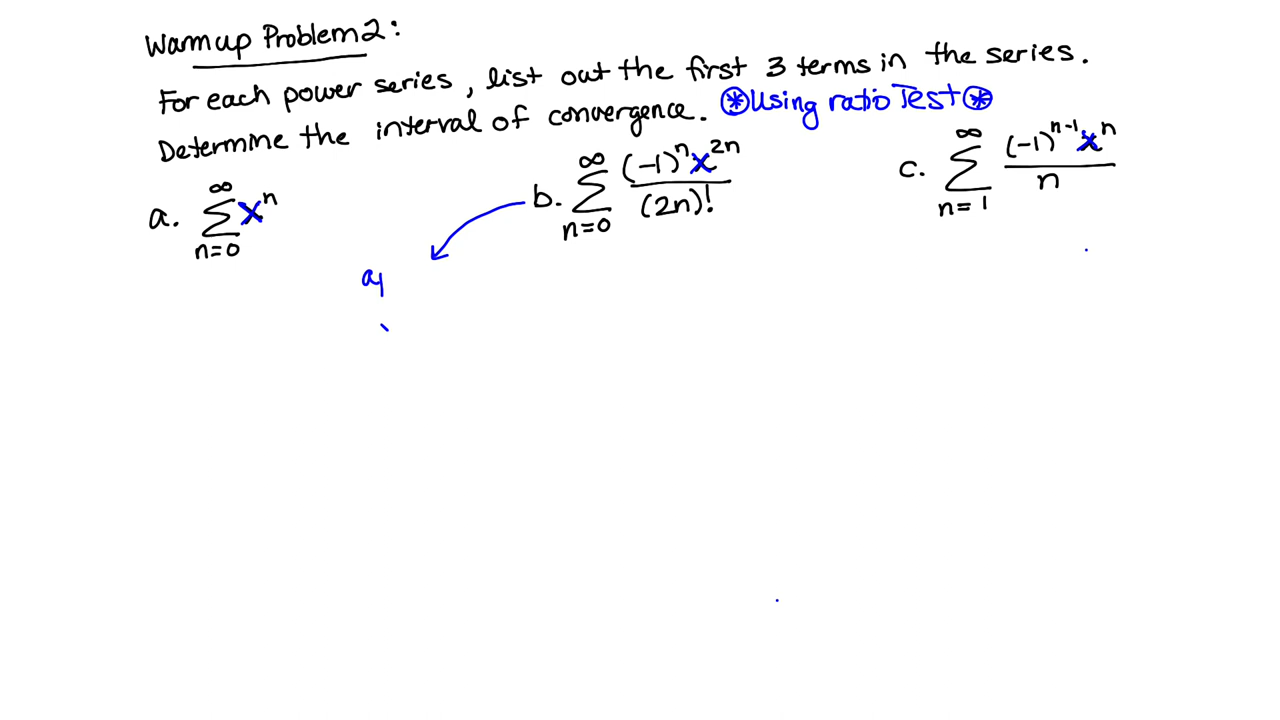 Warmup Problem 2:
For each power series, list out the first 3 terms in the series.
Determine the interval of convergence. ⊛Using ratio Test⊛
a. ∑_{n=0}^{∞} x^n
b. ∑_{n=0}^{∞} (-1)^n x^{2n} / (2n)!
c. ∑_{n=1}^{∞} (-1)^{n-1} x^n / n
a